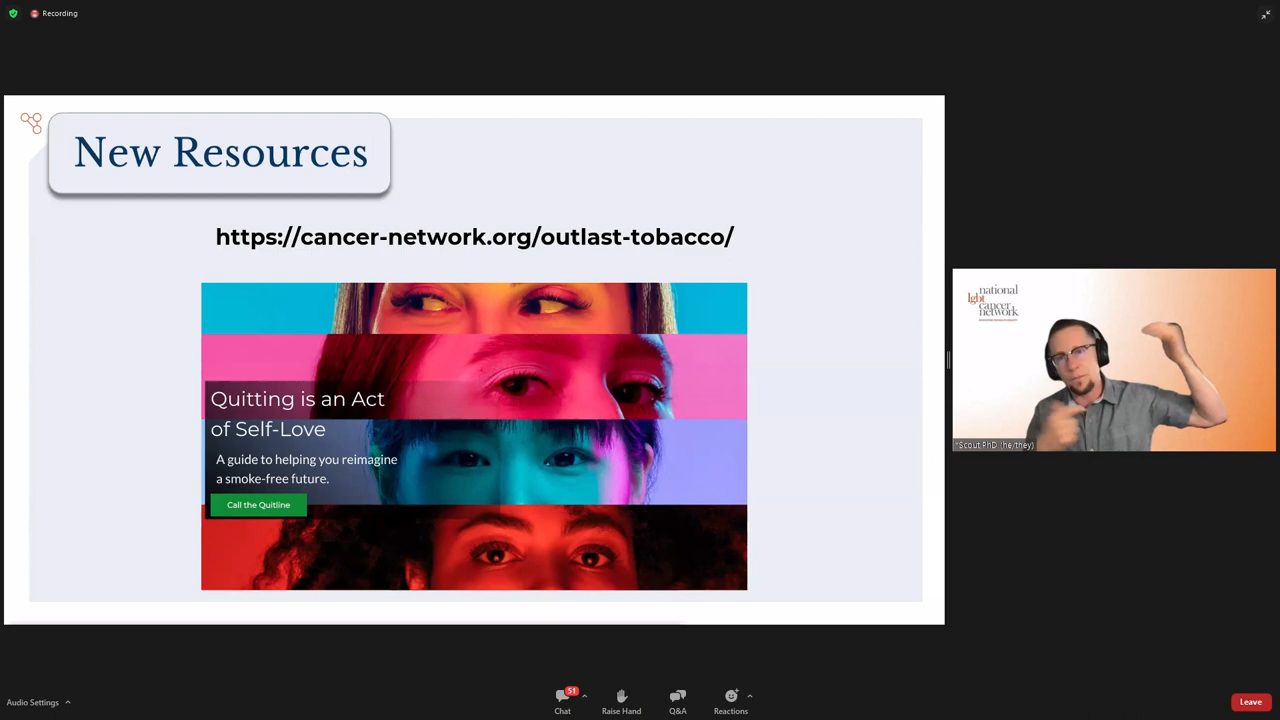 Recording
New Resources
https://cancer-network.org/outlast-tobacco/
Quitting is an Act
of Self-Love
A guide to helping you reimagine
a smoke-free future.
Call the Quitline
national
lgbt
cancer
network
*Scout PhD (he/they)
Audio Settings
51
Chat
Raise Hand
Q&A
Reactions
Leave